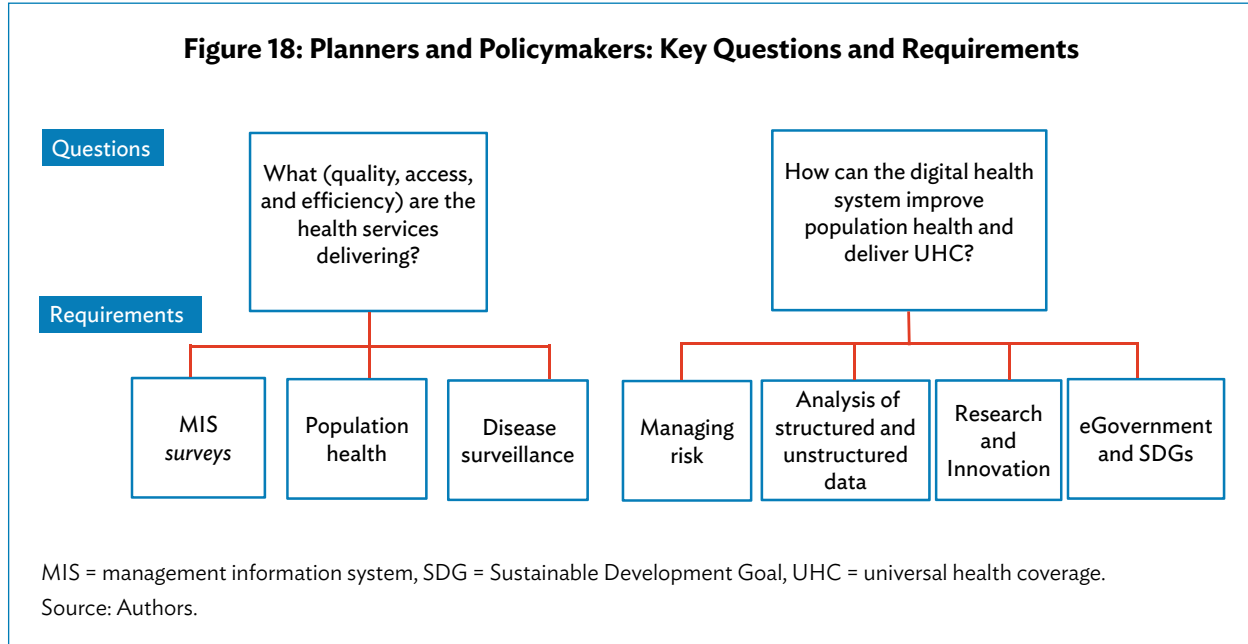 Figure 18: Planners and Policymakers: Key Questions and Requirements
Questions
What (quality, access,
and efficiency) are the
health services
delivering?
How can the digital health
system improve
population health and
deliver UHC?
Requirements
MIS
surveys
Population
health
Disease
surveillance
Managing
risk
Analysis of
structured and
unstructured
data
Research
and
Innovation
eGovernment
and SDGs
MIS = management information system, SDG = Sustainable Development Goal, UHC = universal health coverage.
Source: Authors.